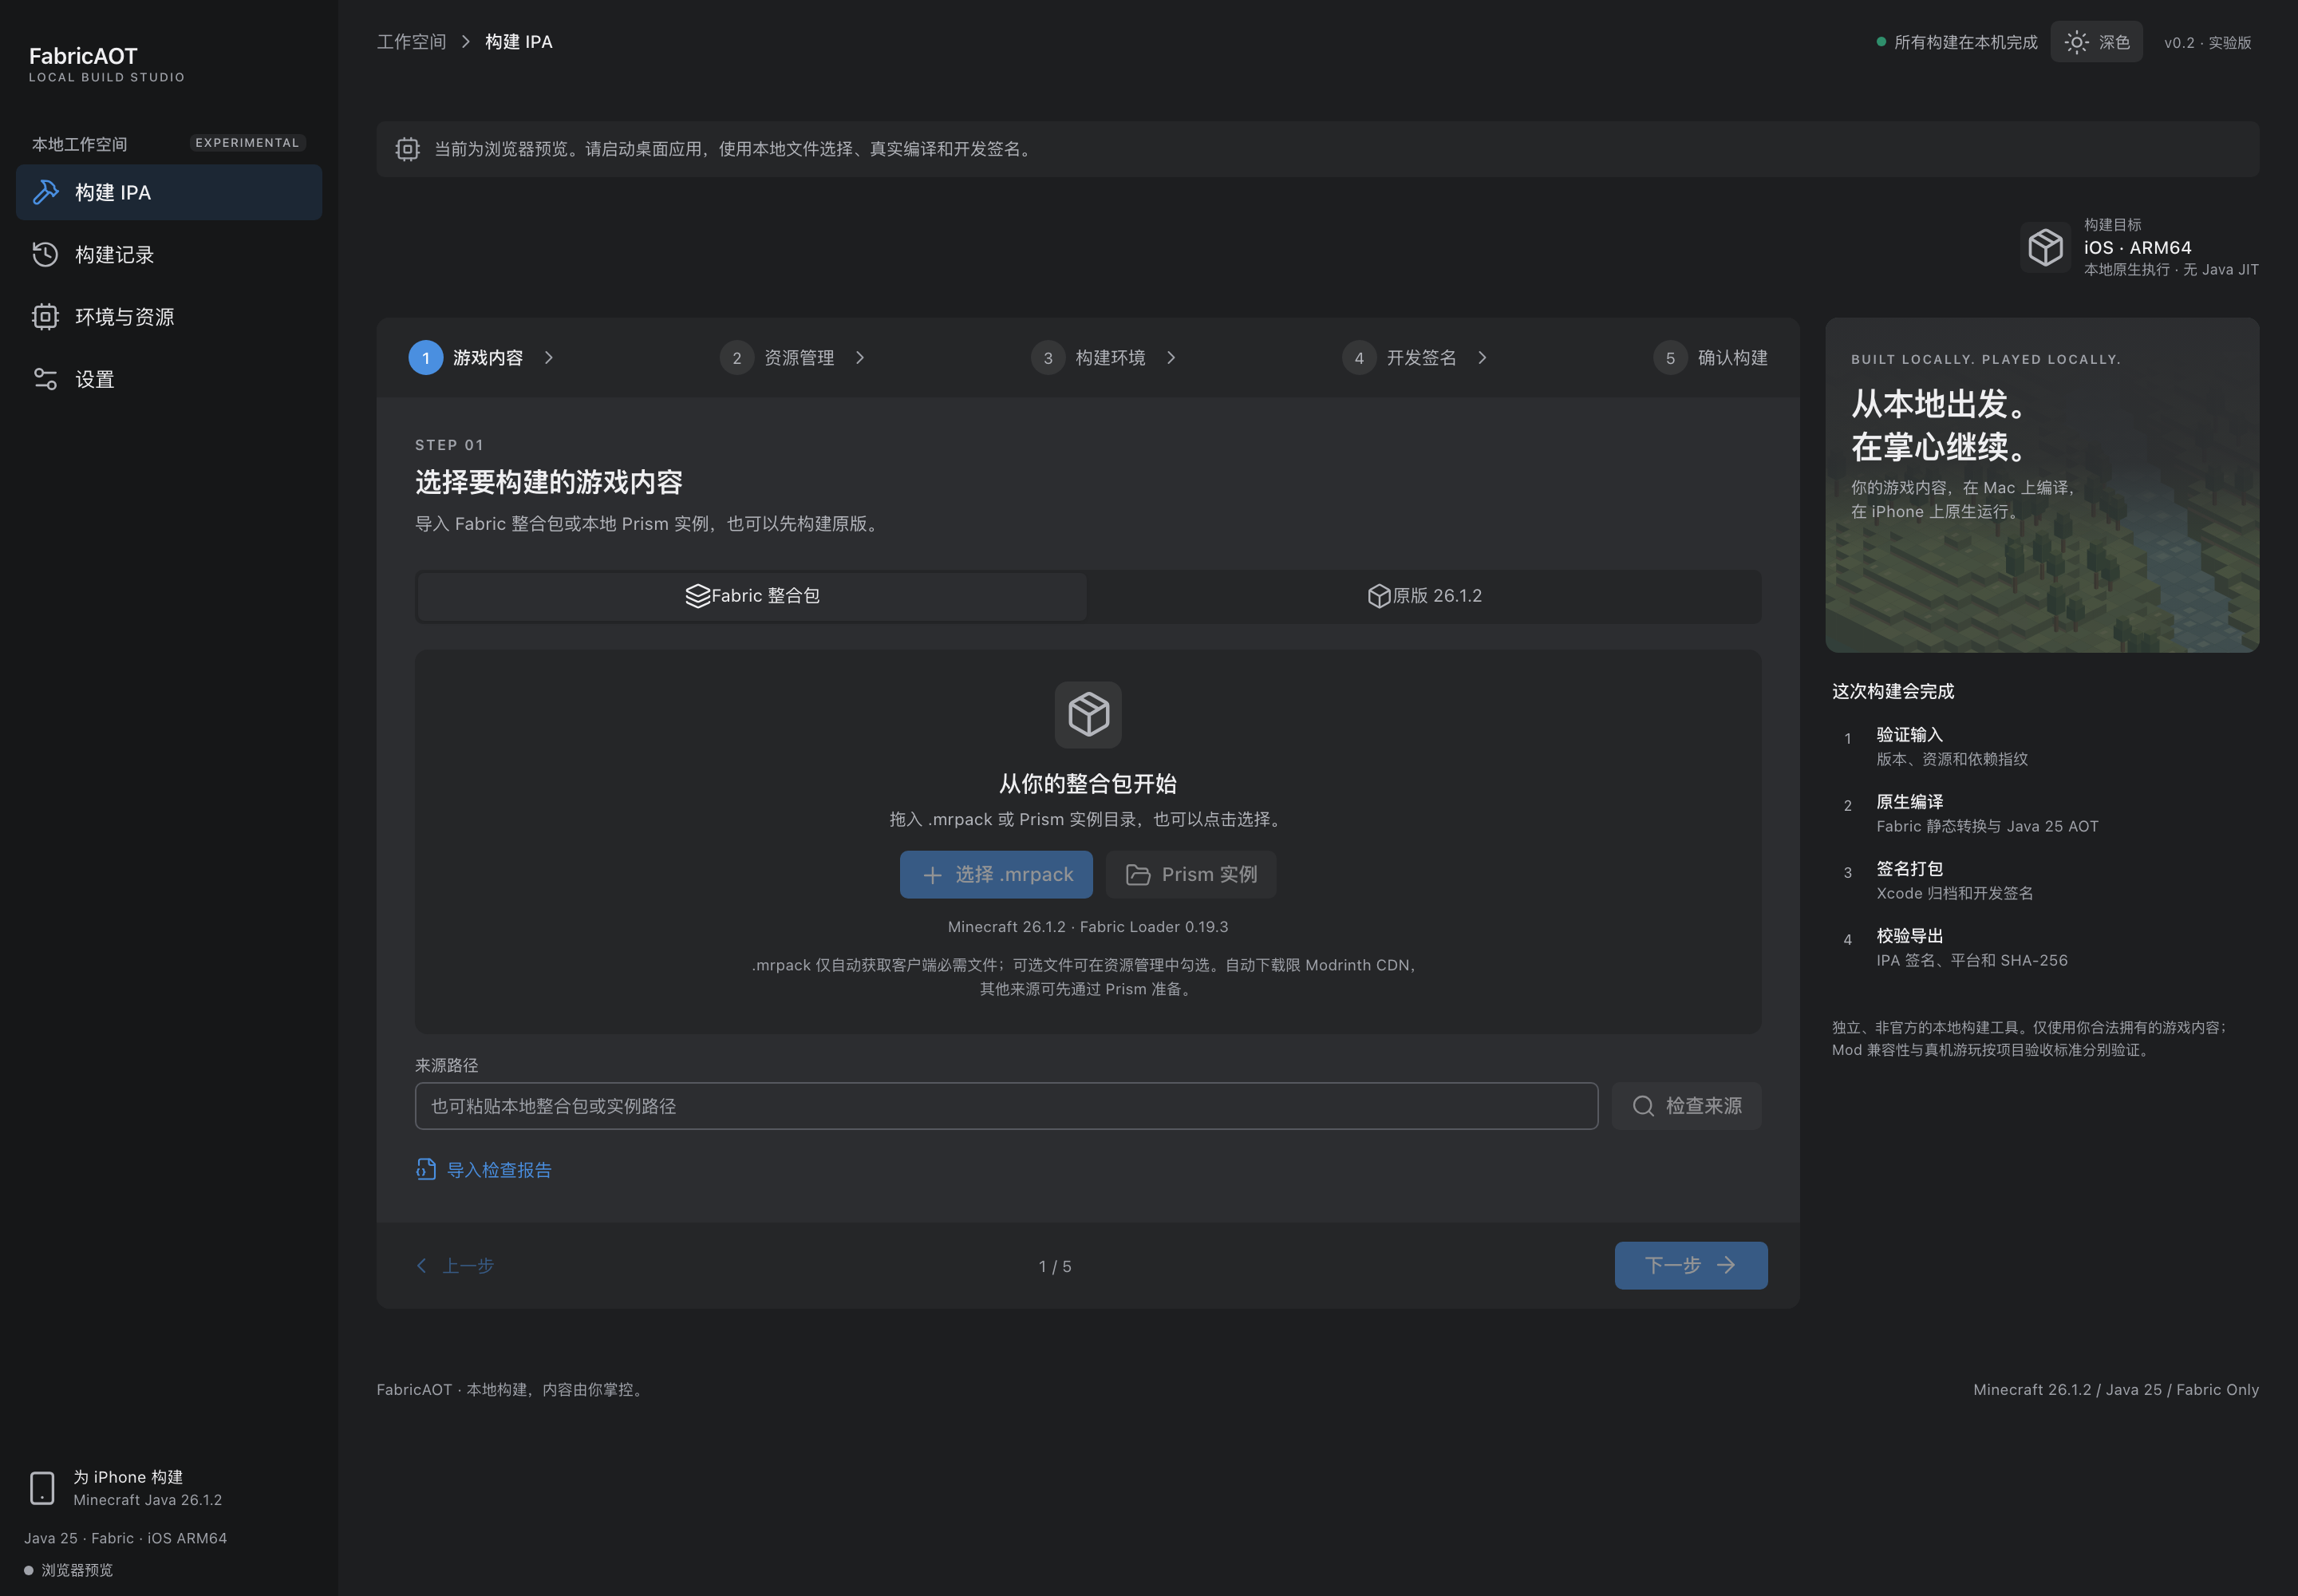 FabricAOT
LOCAL BUILD STUDIO
本地工作空间
EXPERIMENTAL
构建 IPA
构建记录
环境与资源
设置
为 iPhone 构建
Minecraft Java 26.1.2
Java 25 · Fabric · iOS ARM64
浏览器预览
工作空间
构建 IPA
所有构建在本机完成
深色
v0.2 · 实验版
当前为浏览器预览。请启动桌面应用，使用本地文件选择、真实编译和开发签名。
构建目标
iOS · ARM64
本地原生执行 · 无 Java JIT
1 游戏内容
2 资源管理
3 构建环境
4 开发签名
5 确认构建
STEP 01
选择要构建的游戏内容
导入 Fabric 整合包或本地 Prism 实例，也可以先构建原版。
Fabric 整合包
原版 26.1.2
从你的整合包开始
拖入 .mrpack 或 Prism 实例目录，也可以点击选择。
选择 .mrpack
Prism 实例
Minecraft 26.1.2 · Fabric Loader 0.19.3
.mrpack 仅自动获取客户端必需文件；可选文件可在资源管理中勾选。自动下载限 Modrinth CDN，
其他来源可先通过 Prism 准备。
来源路径
也可粘贴本地整合包或实例路径
检查来源
导入检查报告
上一步
1 / 5
下一步
BUILT LOCALLY. PLAYED LOCALLY.
从本地出发。
在掌心继续。
你的游戏内容，在 Mac 上编译，
在 iPhone 上原生运行。
这次构建会完成
1 验证输入
版本、资源和依赖指纹
2 原生编译
Fabric 静态转换与 Java 25 AOT
3 签名打包
Xcode 归档和开发签名
4 校验导出
IPA 签名、平台和 SHA-256
独立、非官方的本地构建工具。仅使用你合法拥有的游戏内容；
Mod 兼容性与真机游玩按项目验收标准分别验证。
FabricAOT · 本地构建，内容由你掌控。
Minecraft 26.1.2 / Java 25 / Fabric Only